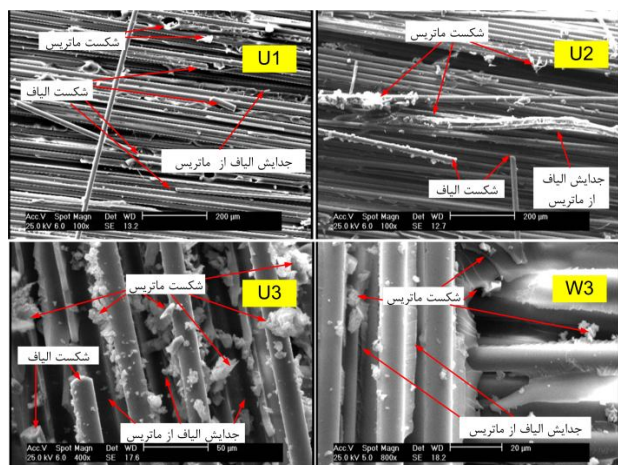 شکست ماتریس
U1
شکست الیاف
جدایش الیاف از ماتریس
Acc.V Spot Magn Det WD 200 µm
25.0 kV 6.0 100x SE 13.2
شکست ماتریس
U2
شکست الیاف
جدایش الیاف
از ماتریس
Acc.V Spot Magn Det WD 200 µm
25.0 kV 6.0 100x SE 12.7
شکست ماتریس
U3
شکست
الیاف
جدایش الیاف از ماتریس
Acc.V Spot Magn Det WD 50 µm
25.0 kV 6.0 400x SE 17.6
شکست ماتریس
W3
جدایش الیاف از ماتریس
Acc.V Spot Magn Det WD 20 µm
25.0 kV 6.0 800x SE 18.2